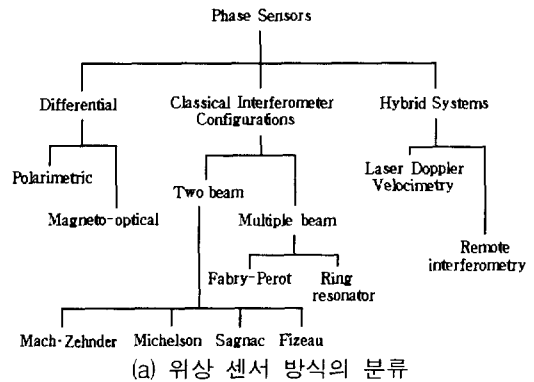 Phase Sensors
Differential
Classical Interferometer
Configurations
Hybrid Systems
Polarimetric
Magneto-optical
Two beam
Multiple beam
Laser Doppler
Velocimetry
Remote
interferometry
Fabry-Perot
Ring
resonator
Mach-Zehnder
Michelson
Sagnac
Fizeau
(a) 위상 센서 방식의 분류